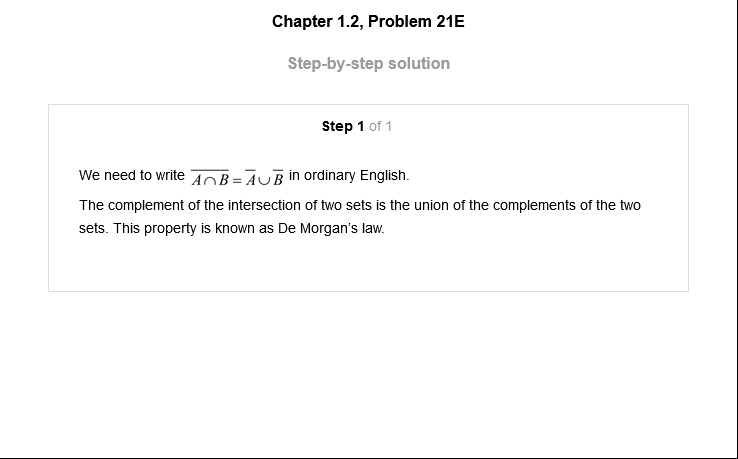 Chapter 1.2, Problem 21E
Step-by-step solution
Step 1 of 1
We need to write $\overline{A \cap B} = \overline{A} \cup \overline{B}$ in ordinary English.
The complement of the intersection of two sets is the union of the complements of the two
sets. This property is known as De Morgan's law.